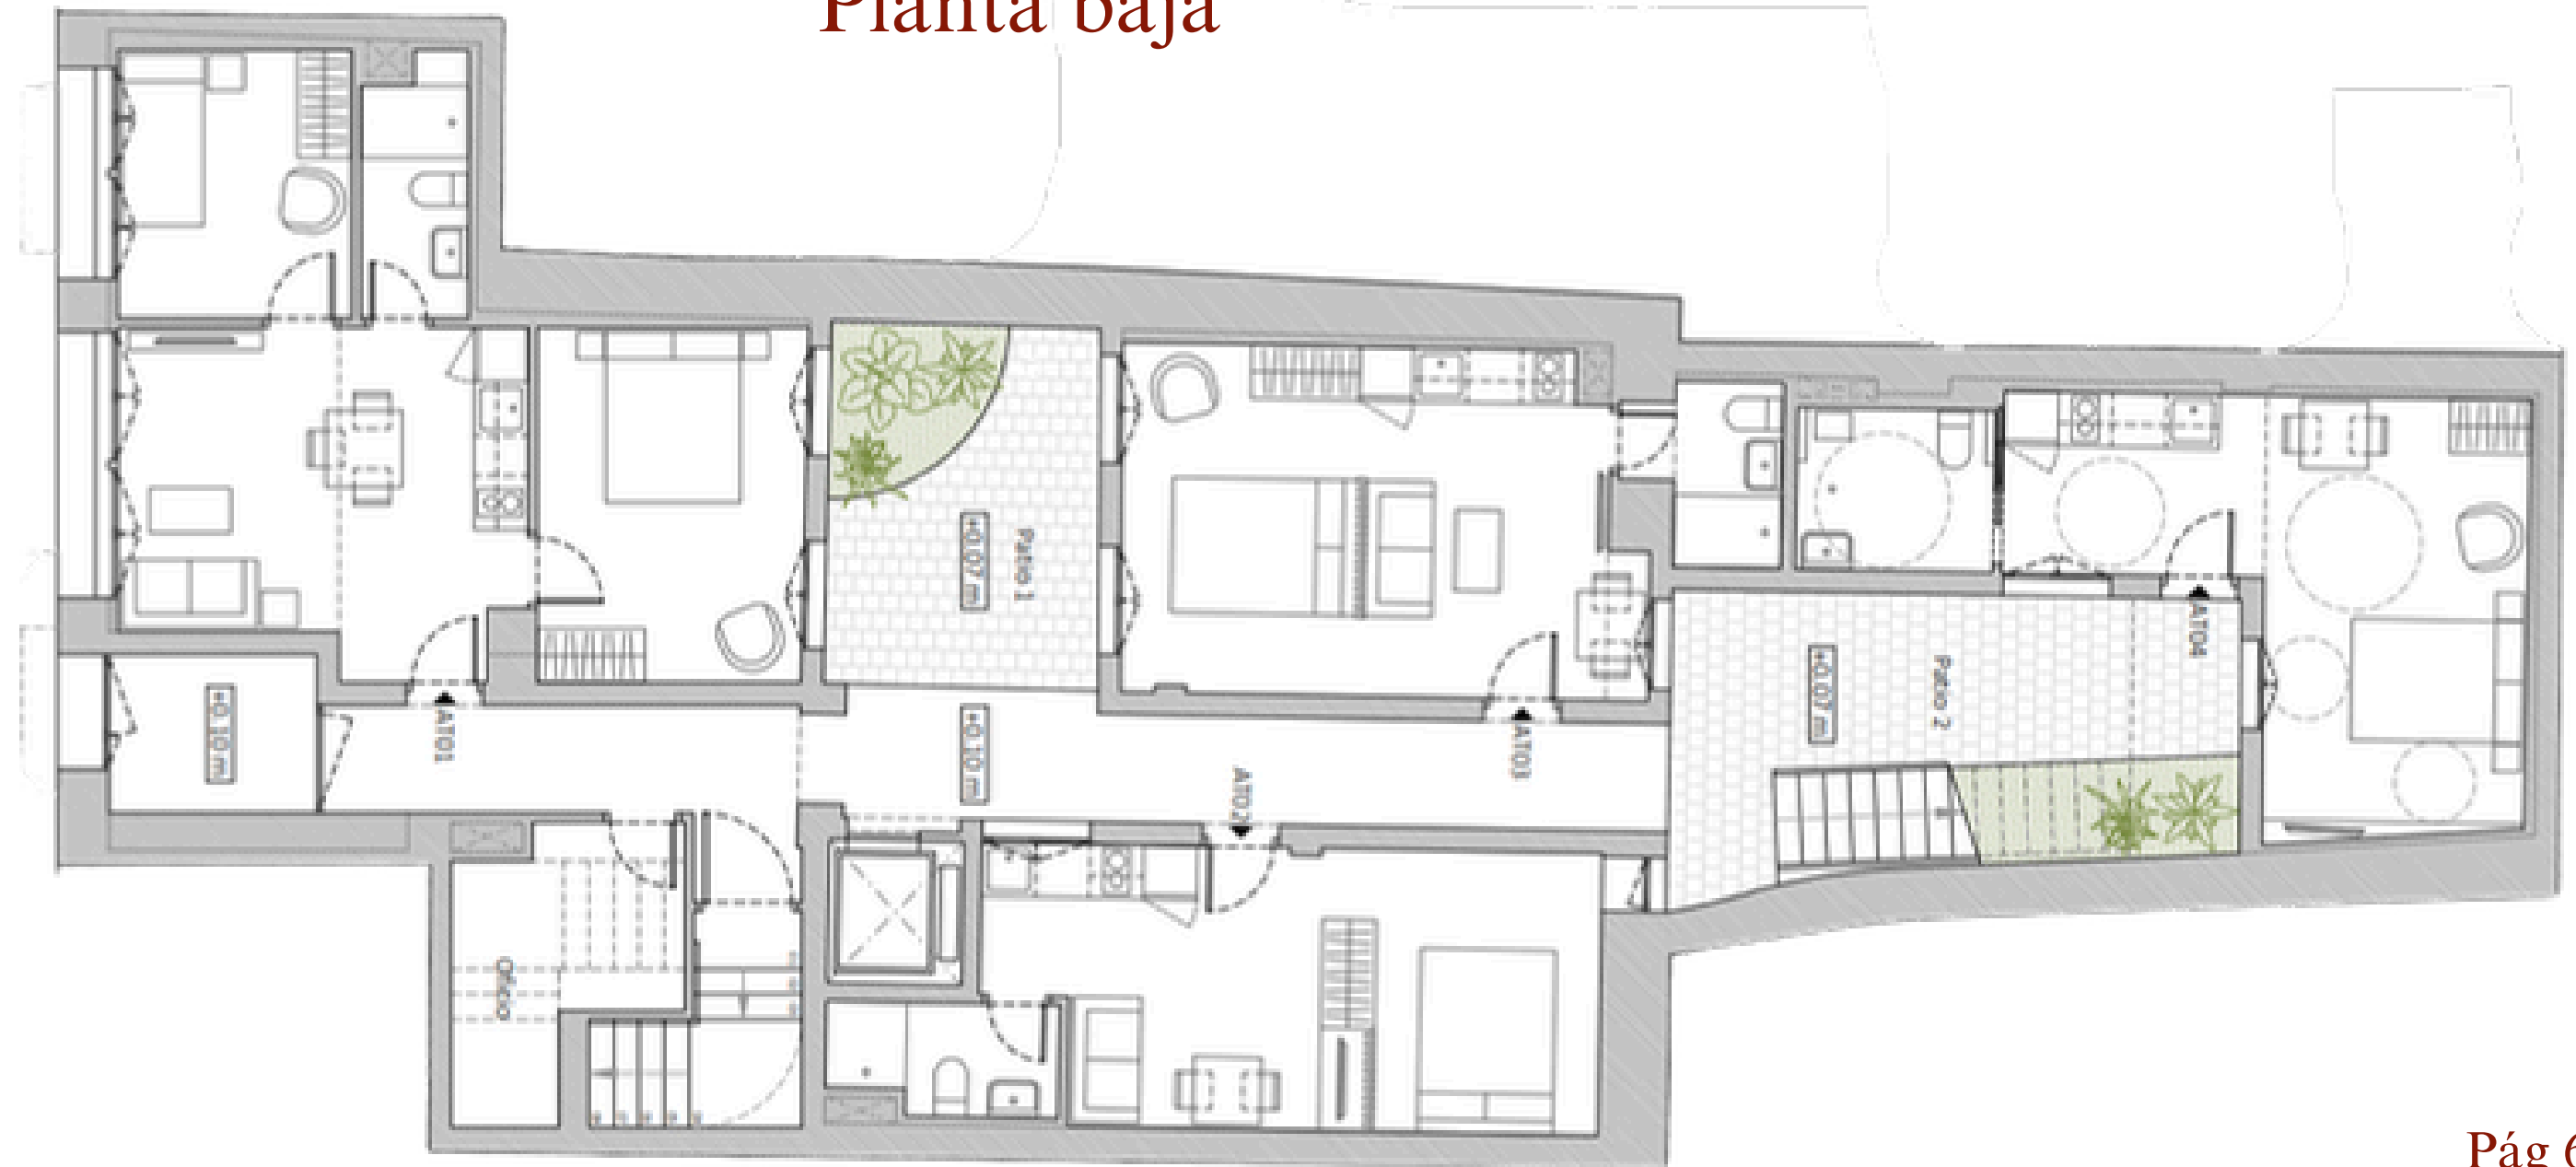 Planta baja
Patio 1
+0.07 m
AT01
+0.10 m
+0.10 m
AT02
AT03
Patio 2
+0.07 m
AT04
Oficio
Pág 6